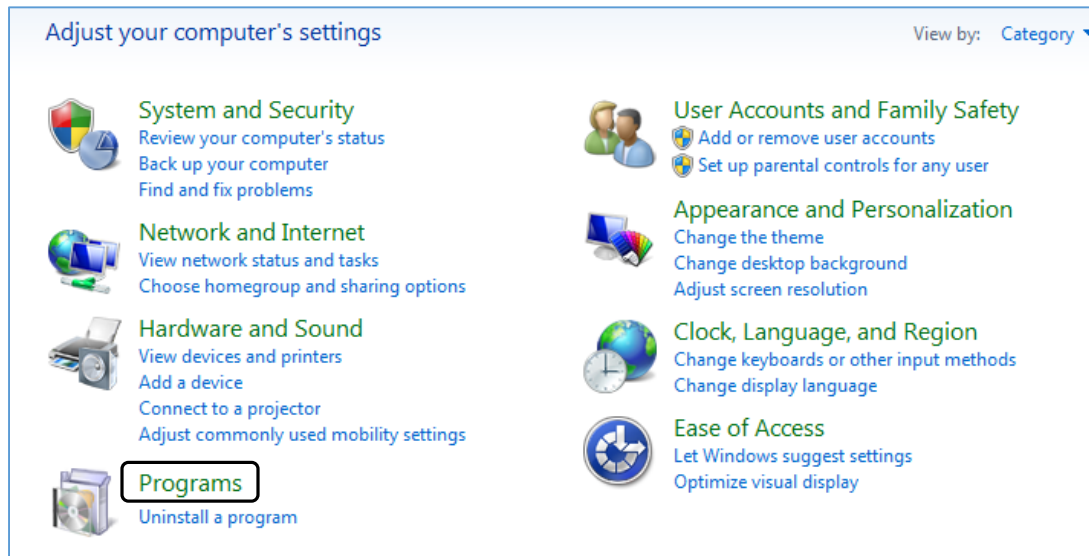 Adjust your computer's settings
View by: Category
System and Security
Review your computer's status
Back up your computer
Find and fix problems
Network and Internet
View network status and tasks
Choose homegroup and sharing options
Hardware and Sound
View devices and printers
Add a device
Connect to a projector
Adjust commonly used mobility settings
Programs
Uninstall a program
User Accounts and Family Safety
Add or remove user accounts
Set up parental controls for any user
Appearance and Personalization
Change the theme
Change desktop background
Adjust screen resolution
Clock, Language, and Region
Change keyboards or other input methods
Change display language
Ease of Access
Let Windows suggest settings
Optimize visual display